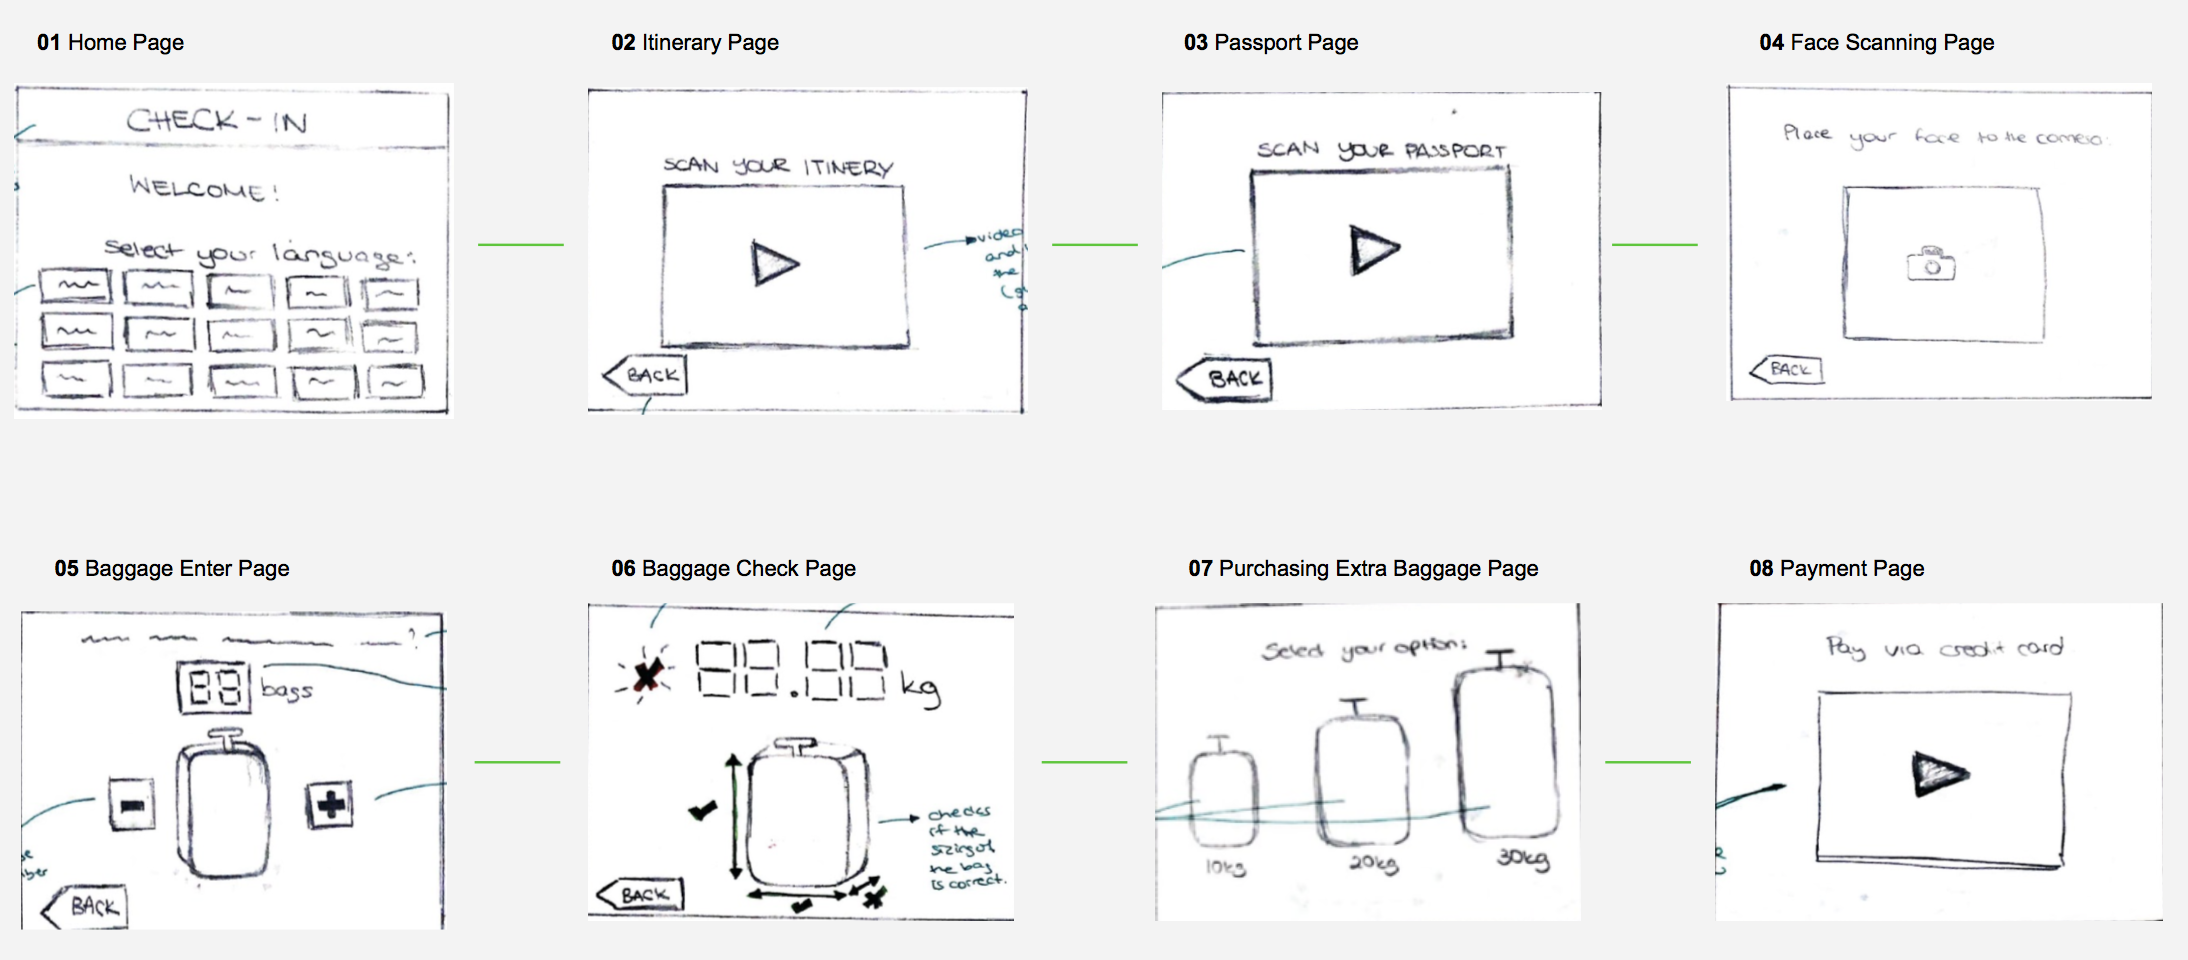 01 Home Page
CHECK-IN
WELCOME!
Select your language:
02 Itinerary Page
SCAN YOUR ITINERY
video
and
the
BACK
03 Passport Page
SCAN YOUR PASSPORT
BACK
04 Face Scanning Page
Place your face to the camera:
BACK
05 Baggage Enter Page
88 bags
BACK
06 Baggage Check Page
88.88 kg
checks
if the
sizing of
the bag
is correct.
BACK
07 Purchasing Extra Baggage Page
Select your option:
10kg
20kg
30kg
08 Payment Page
Pay via credit card